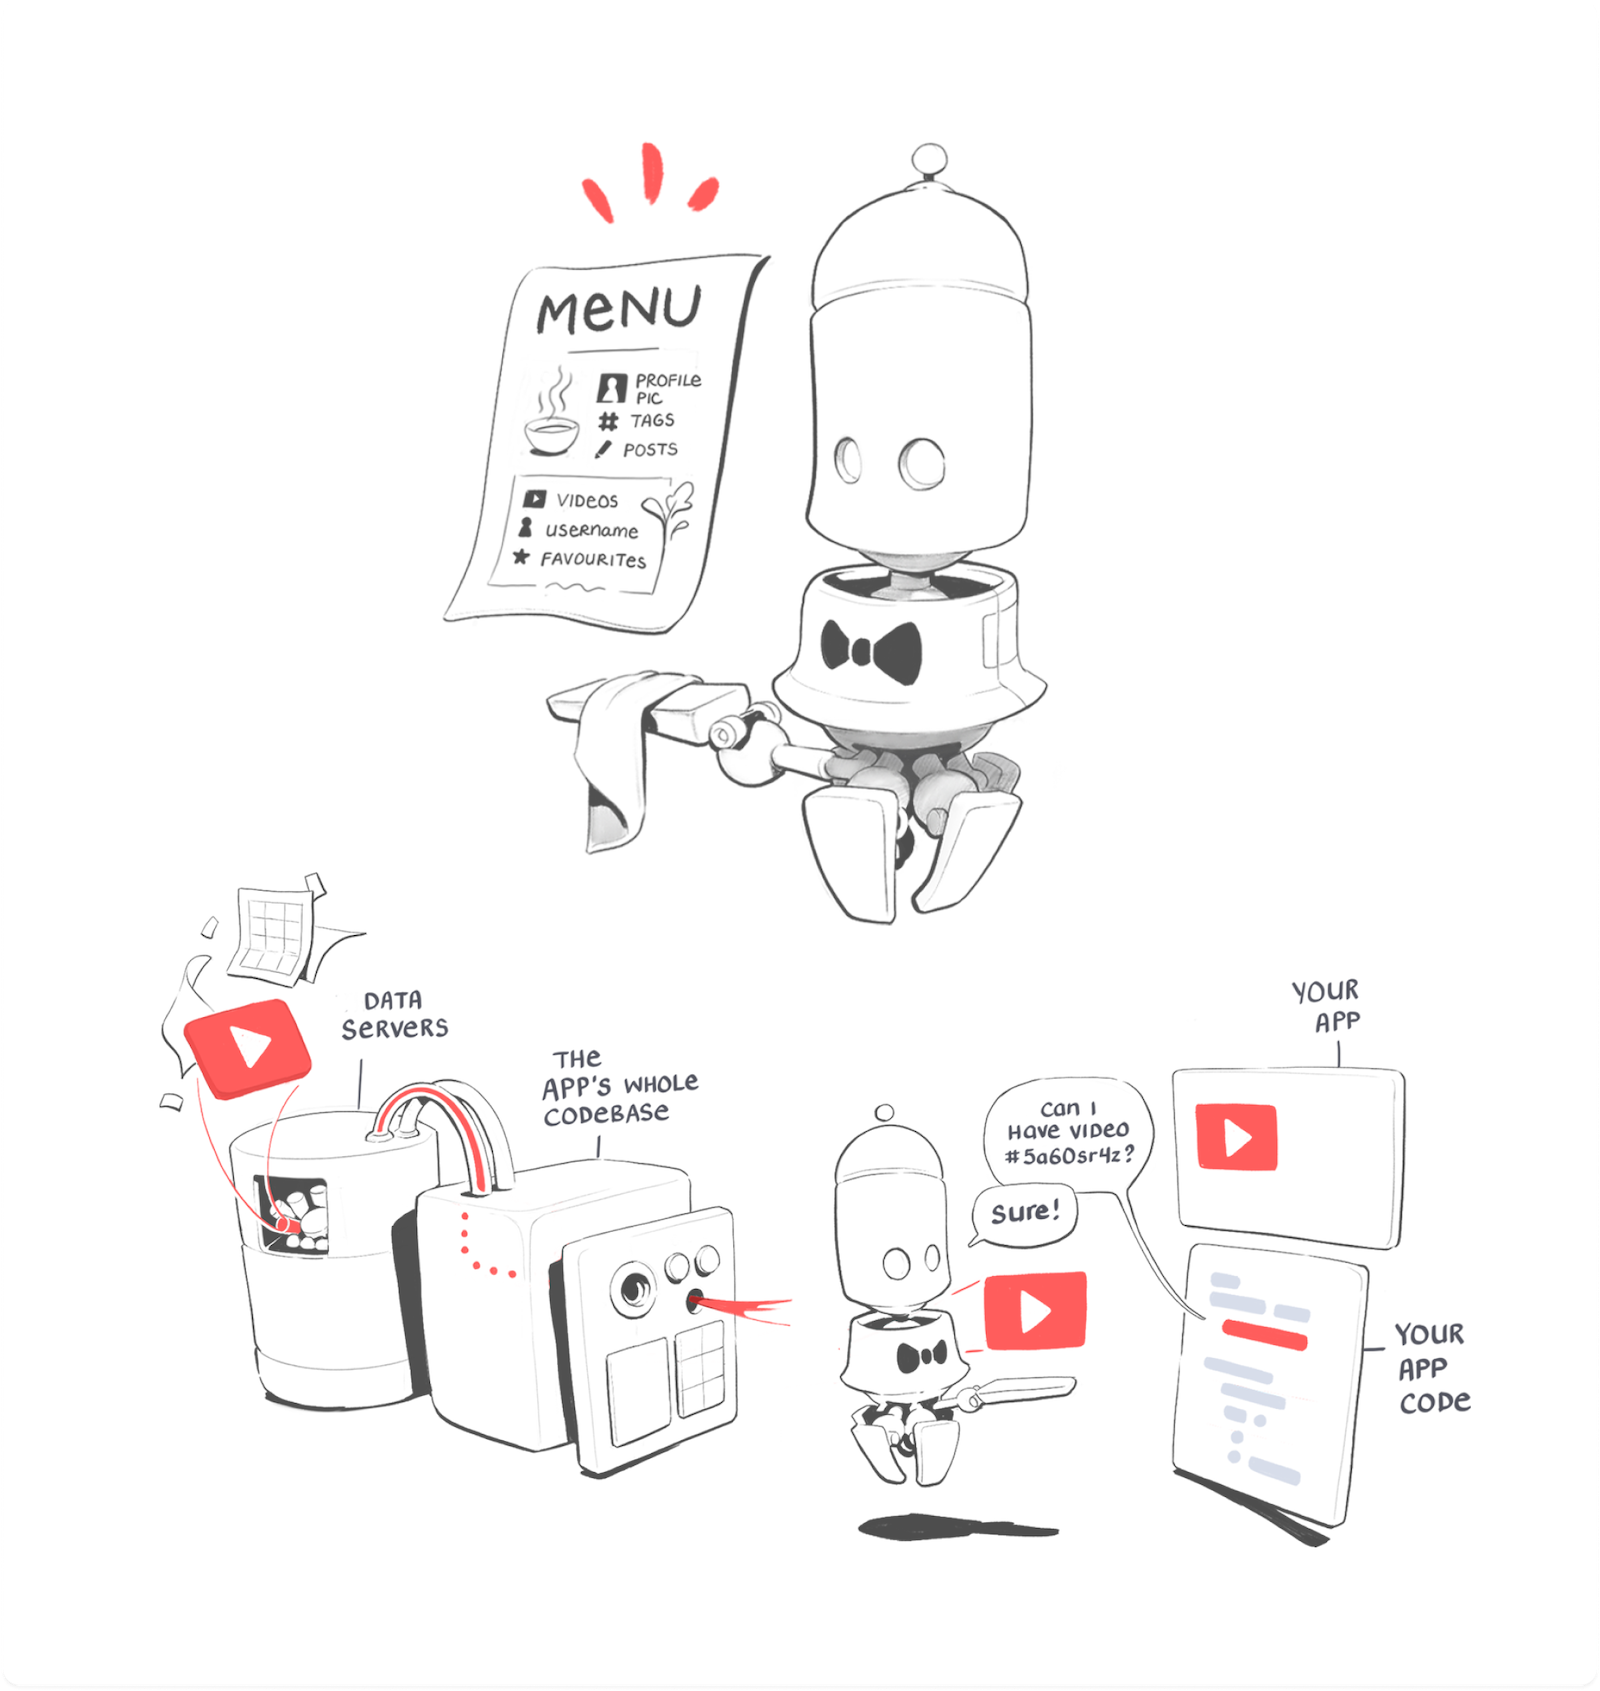 MeNU
PROFILe
PIC
# TAGS
POSTS
VIDeOS
useRname
FAVOURITes
DATA
SeRVeRS
THe
APP'S WHOLe
CODeBASe
can I
Have VIDeo
#5a60sr4z?
Sure!
YOUR
APP
YOUR
APP
CODe